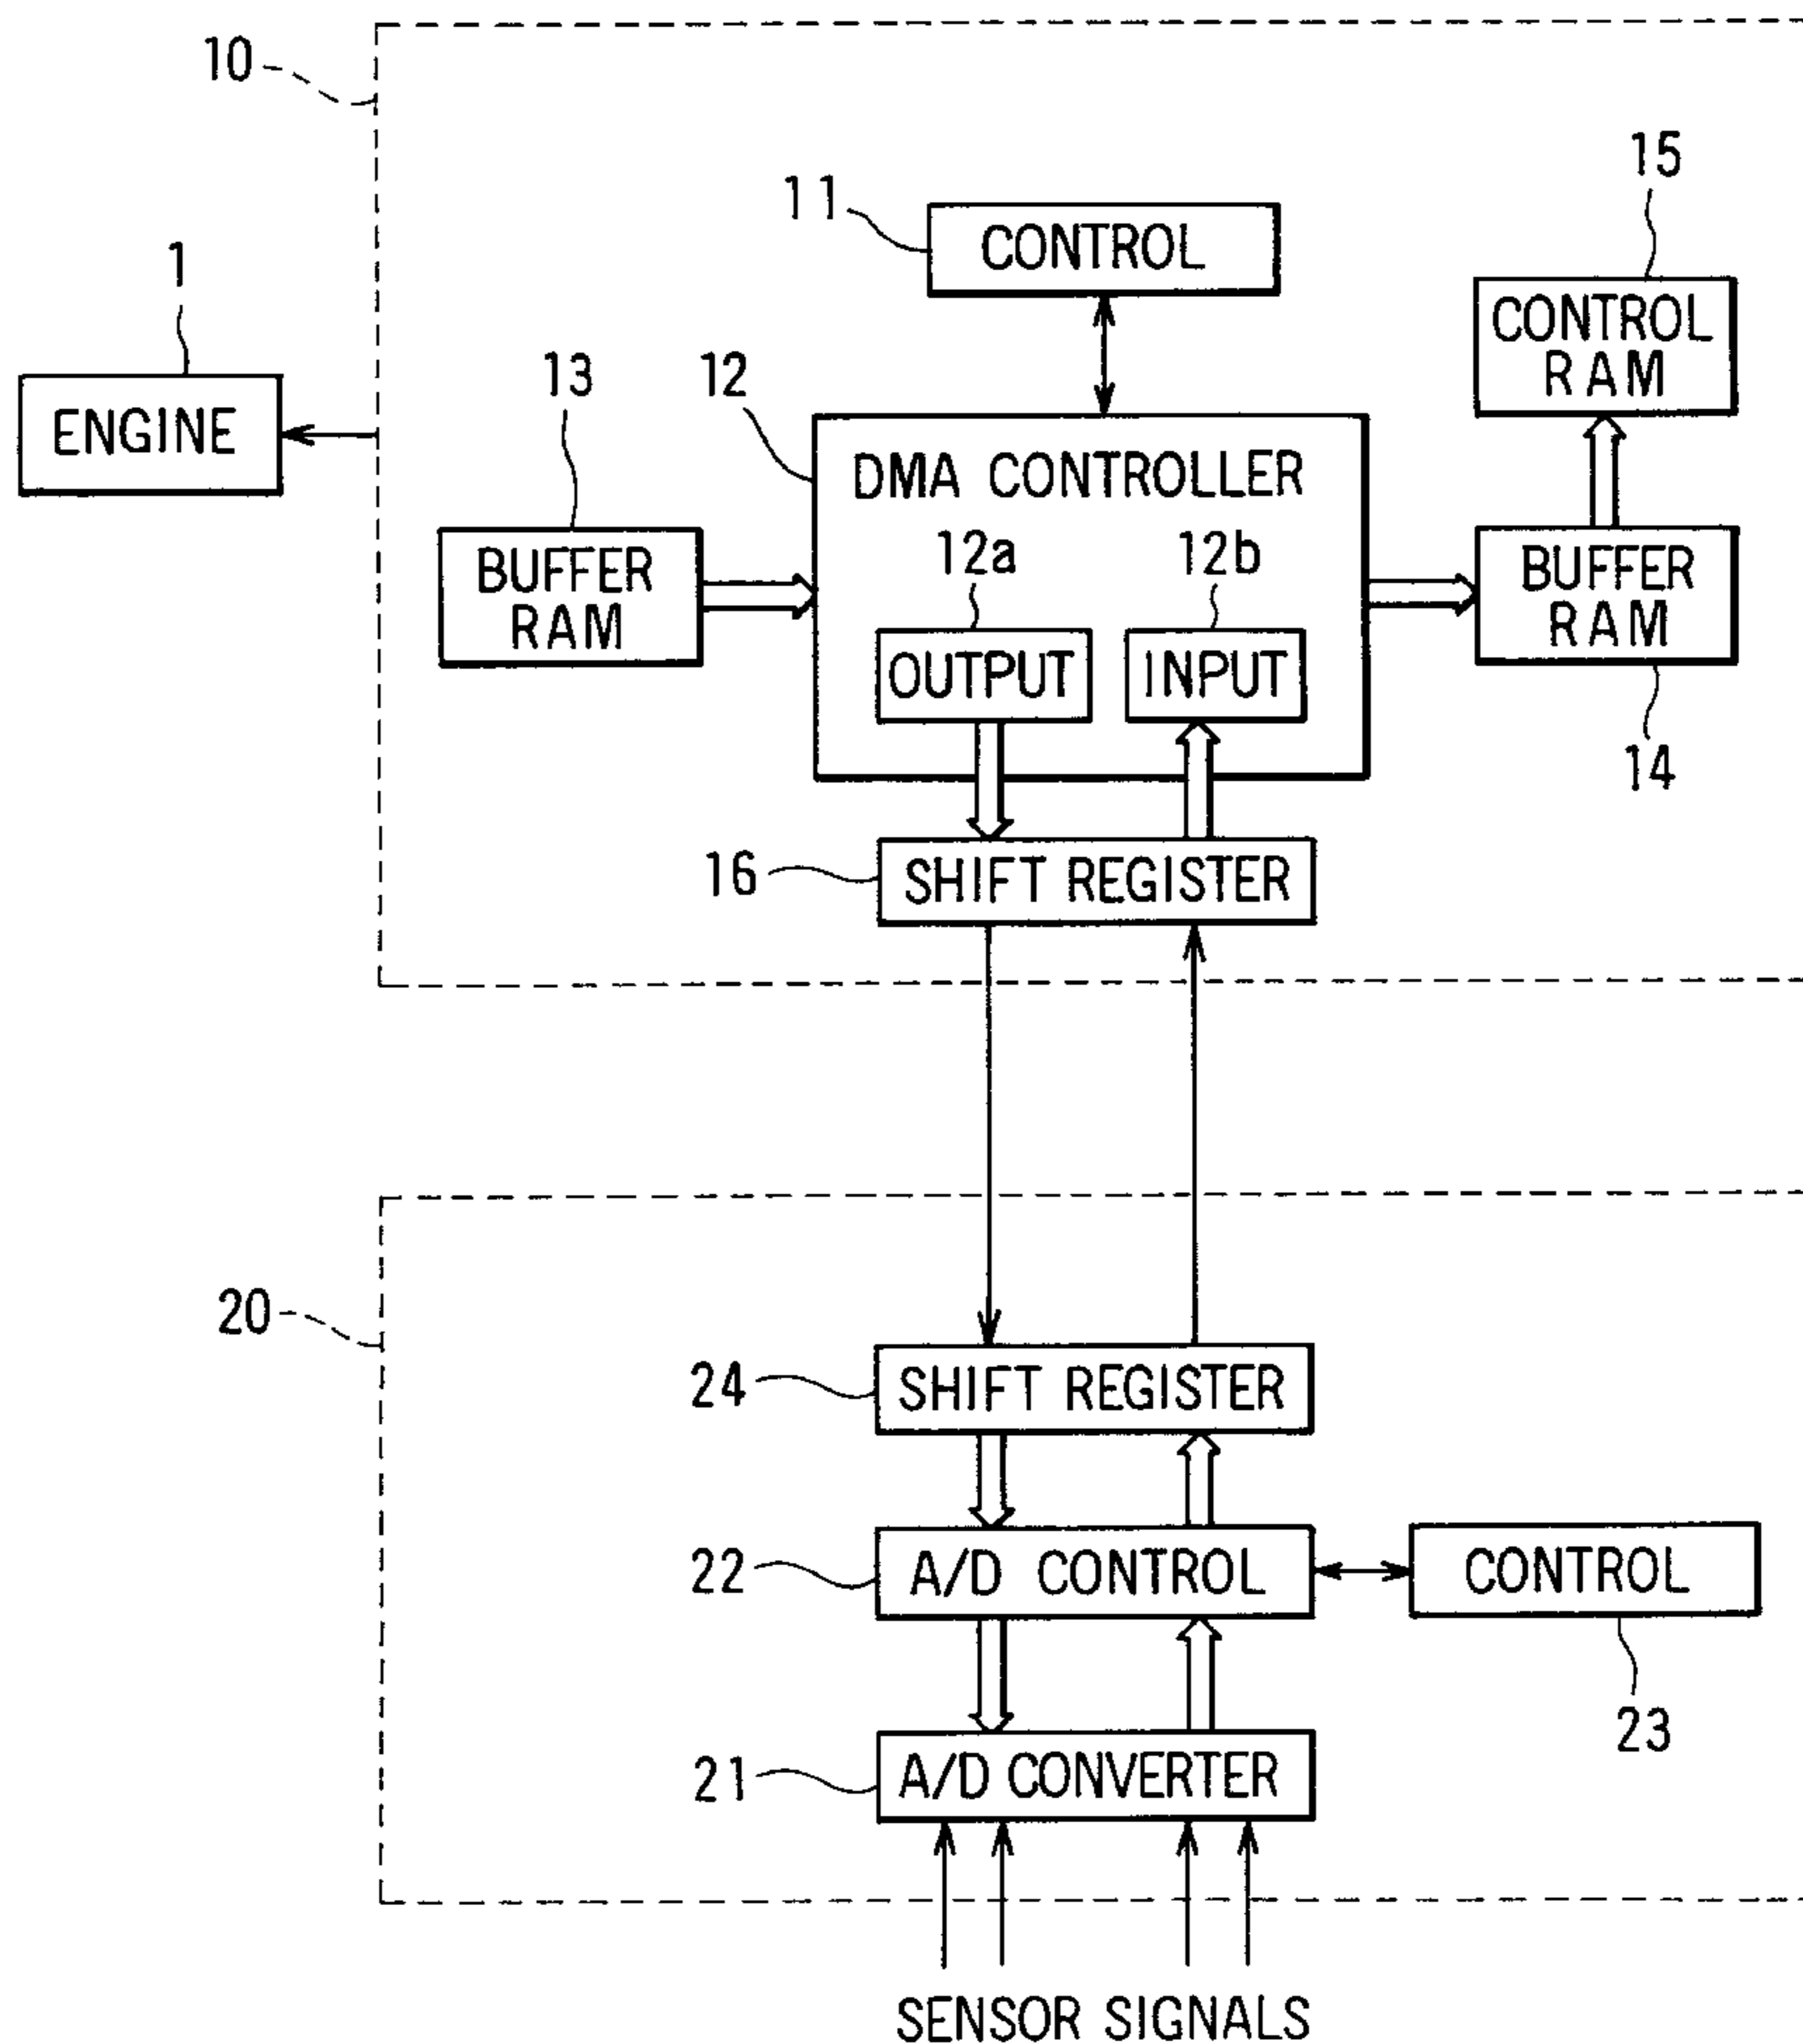 10
15
11
CONTROL
1
CONTROL
RAM
13
12
ENGINE
DMA CONTROLLER
12a
12b
BUFFER
RAM
BUFFER
RAM
OUTPUT
INPUT
14
16
SHIFT REGISTER
20
24
SHIFT REGISTER
22
A/D CONTROL
CONTROL
23
21
A/D CONVERTER
SENSOR SIGNALS